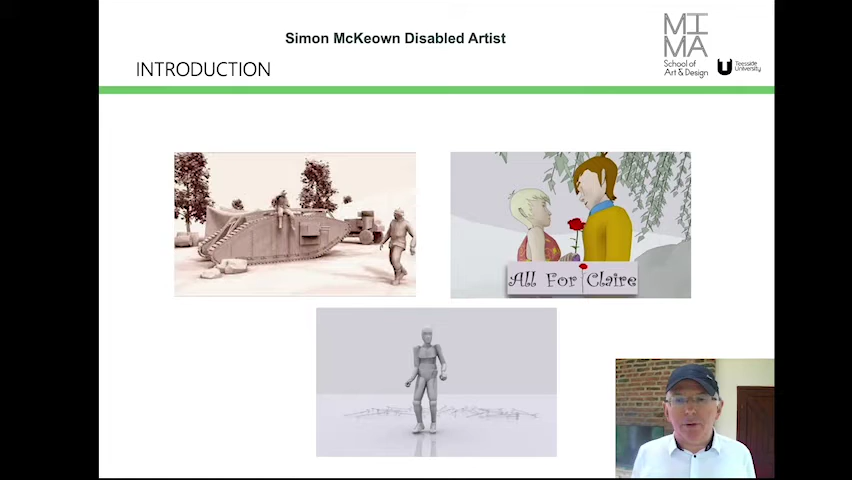 Simon McKeown Disabled Artist
INTRODUCTION
MI
MA
School of
Art & Design
Teesside
University
All For Claire